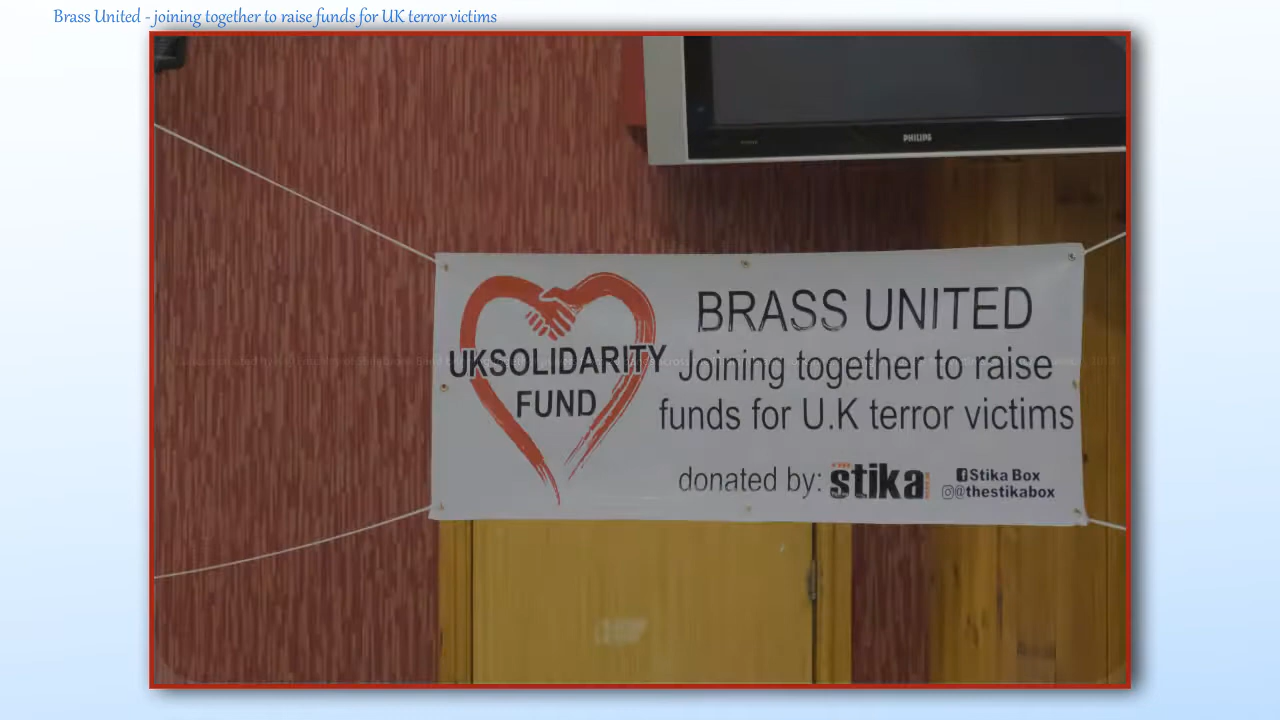 Brass United - joining together to raise funds for UK terror victims
PHILIPS
BRASS UNITED
UKSOLIDARITY
FUND
Joining together to raise
funds for U.K terror victims
donated by: stika
Stika Box
@thestikabox